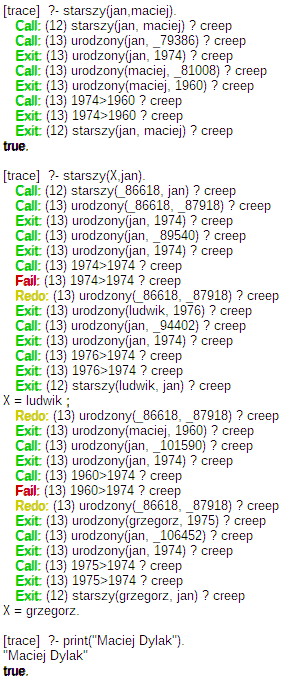 [trace]  ?- starszy(jan,maciej).
   Call: (12) starszy(jan, maciej) ? creep
   Call: (13) urodzony(jan, _79386) ? creep
   Exit: (13) urodzony(jan, 1974) ? creep
   Call: (13) urodzony(maciej, _81008) ? creep
   Exit: (13) urodzony(maciej, 1960) ? creep
   Call: (13) 1974>1960 ? creep
   Exit: (13) 1974>1960 ? creep
   Exit: (12) starszy(jan, maciej) ? creep
true.

[trace]  ?- starszy(X,jan).
   Call: (12) starszy(_86618, jan) ? creep
   Call: (13) urodzony(_86618, _87918) ? creep
   Exit: (13) urodzony(jan, 1974) ? creep
   Call: (13) urodzony(jan, _89540) ? creep
   Exit: (13) urodzony(jan, 1974) ? creep
   Call: (13) 1974>1974 ? creep
   Fail: (13) 1974>1974 ? creep
   Redo: (13) urodzony(_86618, _87918) ? creep
   Exit: (13) urodzony(ludwik, 1976) ? creep
   Call: (13) urodzony(jan, _94402) ? creep
   Exit: (13) urodzony(jan, 1974) ? creep
   Call: (13) 1976>1974 ? creep
   Exit: (13) 1976>1974 ? creep
   Exit: (12) starszy(ludwik, jan) ? creep
X = ludwik ;
   Redo: (13) urodzony(_86618, _87918) ? creep
   Exit: (13) urodzony(maciej, 1960) ? creep
   Call: (13) urodzony(jan, _101590) ? creep
   Exit: (13) urodzony(jan, 1974) ? creep
   Call: (13) 1960>1974 ? creep
   Fail: (13) 1960>1974 ? creep
   Redo: (13) urodzony(_86618, _87918) ? creep
   Exit: (13) urodzony(grzegorz, 1975) ? creep
   Call: (13) urodzony(jan, _106452) ? creep
   Exit: (13) urodzony(jan, 1974) ? creep
   Call: (13) 1975>1974 ? creep
   Exit: (13) 1975>1974 ? creep
   Exit: (12) starszy(grzegorz, jan) ? creep
X = grzegorz.

[trace]  ?- print("Maciej Dylak").
"Maciej Dylak"
true.